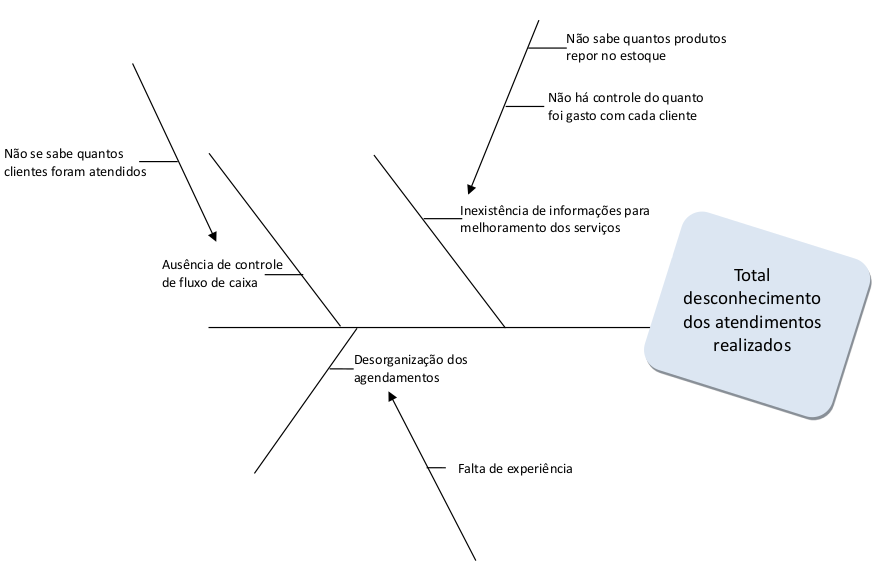 Não sabe quantos produtos
repor no estoque
Não há controle do quanto
foi gasto com cada cliente
Não se sabe quantos
clientes foram atendidos
Inexistência de informações para
melhoramento dos serviços
Ausência de controle
de fluxo de caixa
Total
desconhecimento
dos atendimentos
realizados
Desorganização dos
agendamentos
Falta de experiência